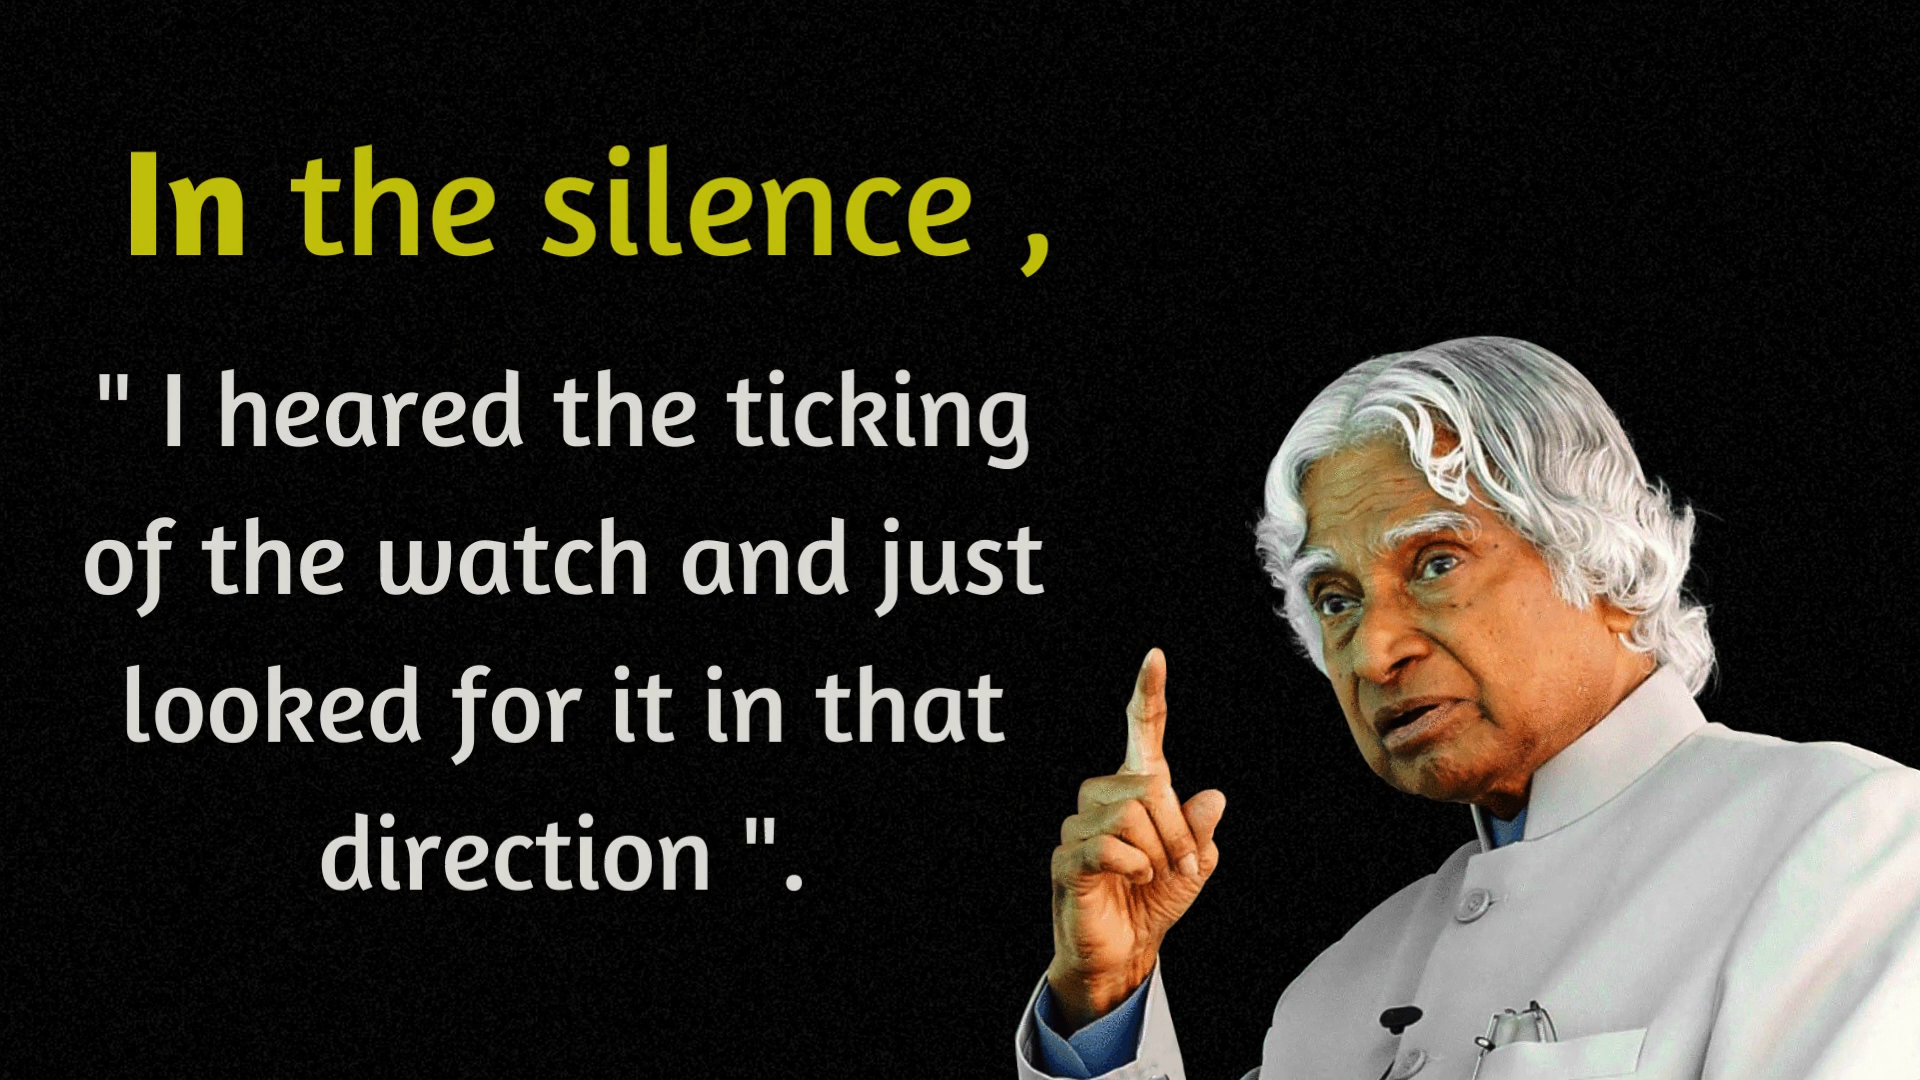 In the silence ,
" I heared the ticking
of the watch and just
looked for it in that
direction ".